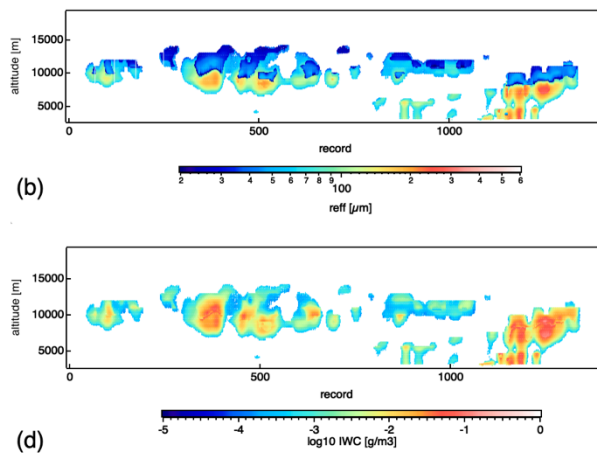 15000
10000
5000
altitude [m]
0 500 1000
record
2 3 4 5 6 7 8 9 100 2 3 4 5 6
reff [µm]
(b)
15000
10000
5000
altitude [m]
0 500 1000
record
-5 -4 -3 -2 -1 0
log10 IWC [g/m3]
(d)